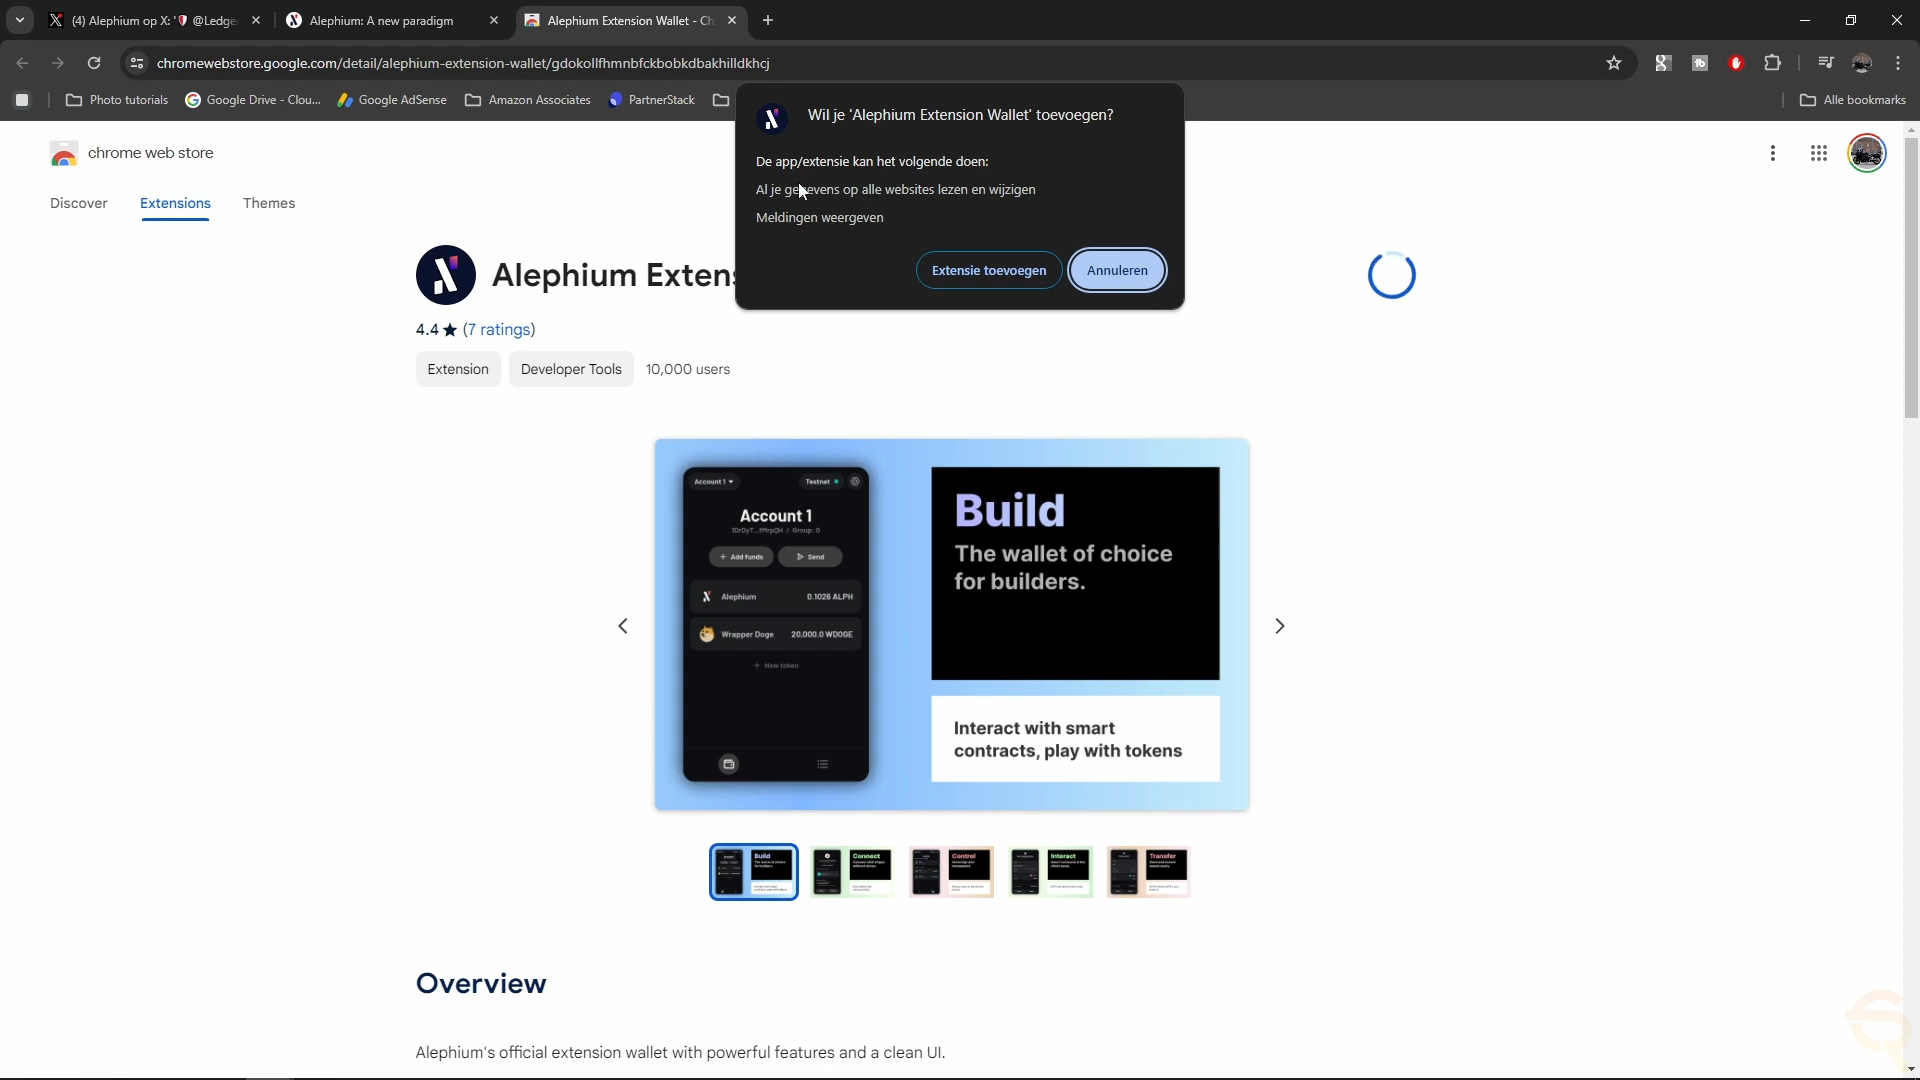 (4) Alephium op X: "🛡 @Ledge
Alephium: A new paradigm
Alephium Extension Wallet - Ch
chromewebstore.google.com/detail/alephium-extension-wallet/gdokollfhmnbfckbobkdbakhilldkhcj
Photo tutorials
Google Drive - Clou...
Google AdSense
Amazon Associates
PartnerStack
Alle bookmarks
Wil je 'Alephium Extension Wallet' toevoegen?
De app/extensie kan het volgende doen:
Al je gegevens op alle websites lezen en wijzigen
Meldingen weergeven
Extensie toevoegen
Annuleren
chrome web store
Discover
Extensions
Themes
Alephium Extens
4.4 ★ (7 ratings)
Extension
Developer Tools
10,000 users
Account 1
Testnet
Account 1
/ Group: 0
+ Add funds
Send
Alephium
0.1026 ALPH
Wrapper Doge
20,000.0 WDOGE
+ New token
Build
The wallet of choice
for builders.
Interact with smart
contracts, play with tokens
Build
Connect
Control
Interact
Transfer
Overview
Alephium's official extension wallet with powerful features and a clean UI.